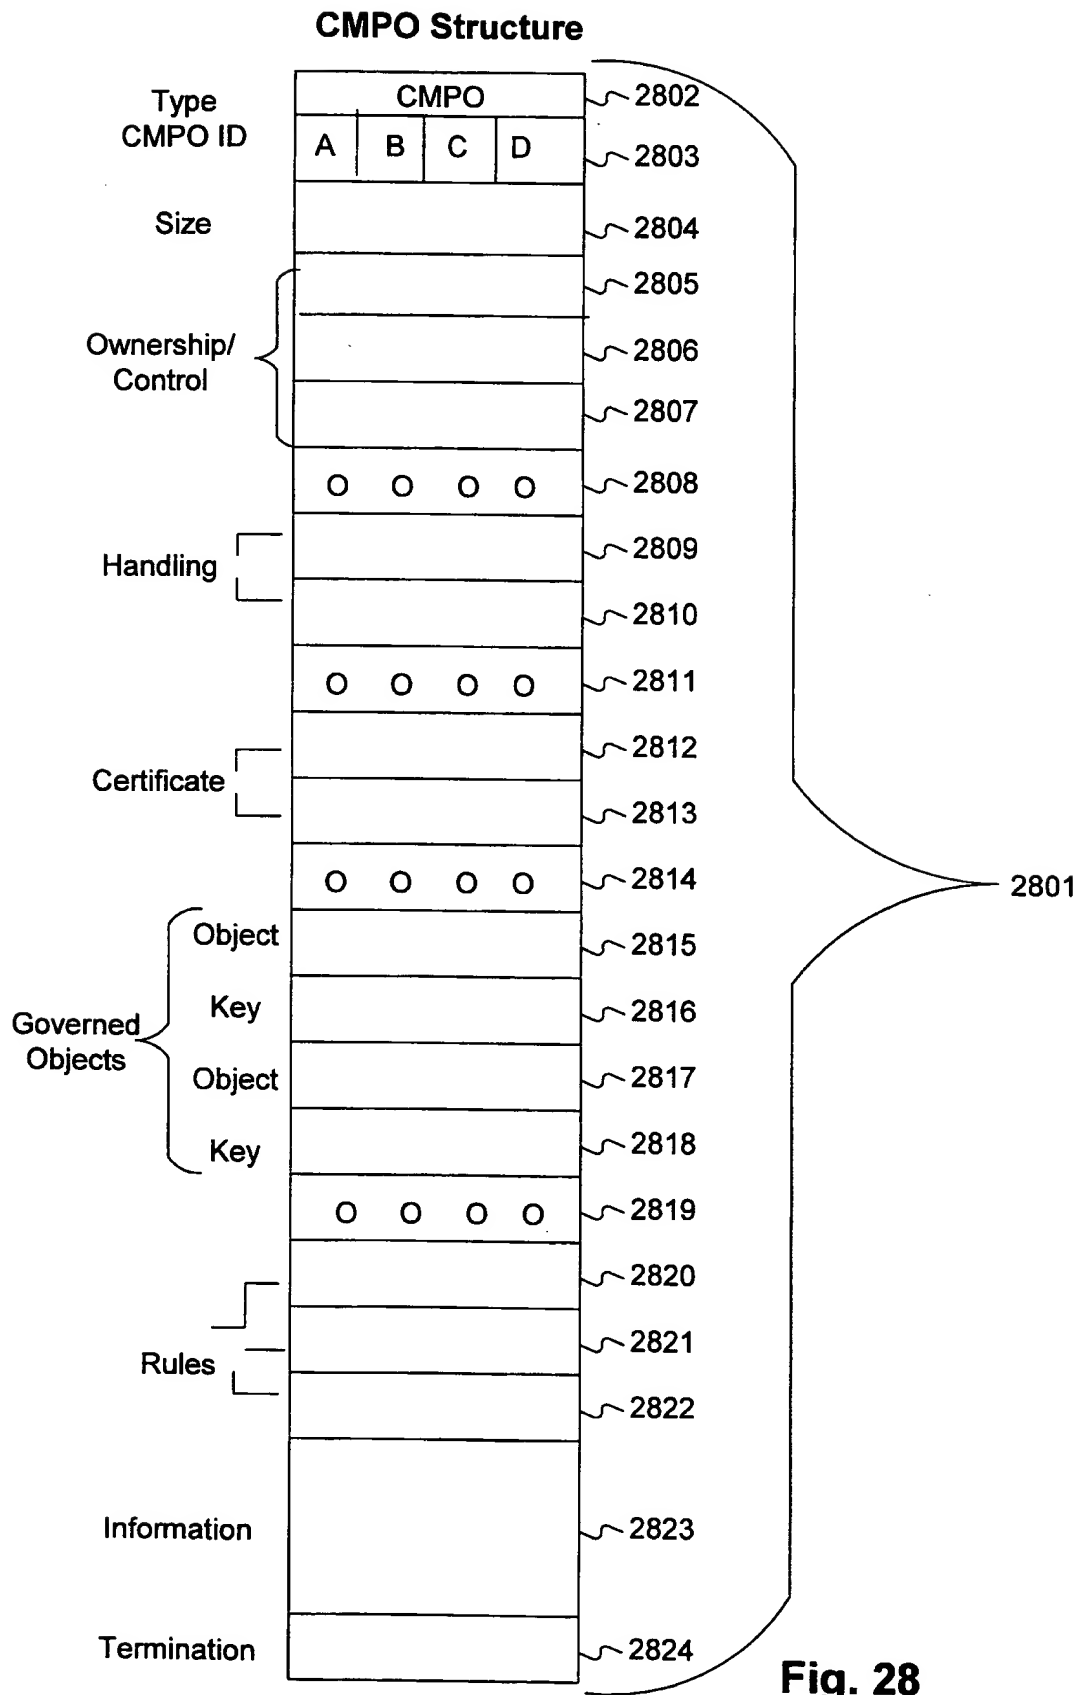 CMPO Structure
Type
CMPO 2802
CMPO ID
A B C D 2803
Size 2804
2805
Ownership/
Control
2806
2807
O O O O 2808
Handling
2809
2810
O O O O 2811
Certificate
2812
2813
O O O O 2814
2801
Governed
Objects
Object 2815
Key 2816
Object 2817
Key 2818
O O O O 2819
2820
Rules
2821
2822
Information 2823
Termination 2824
Fig. 28